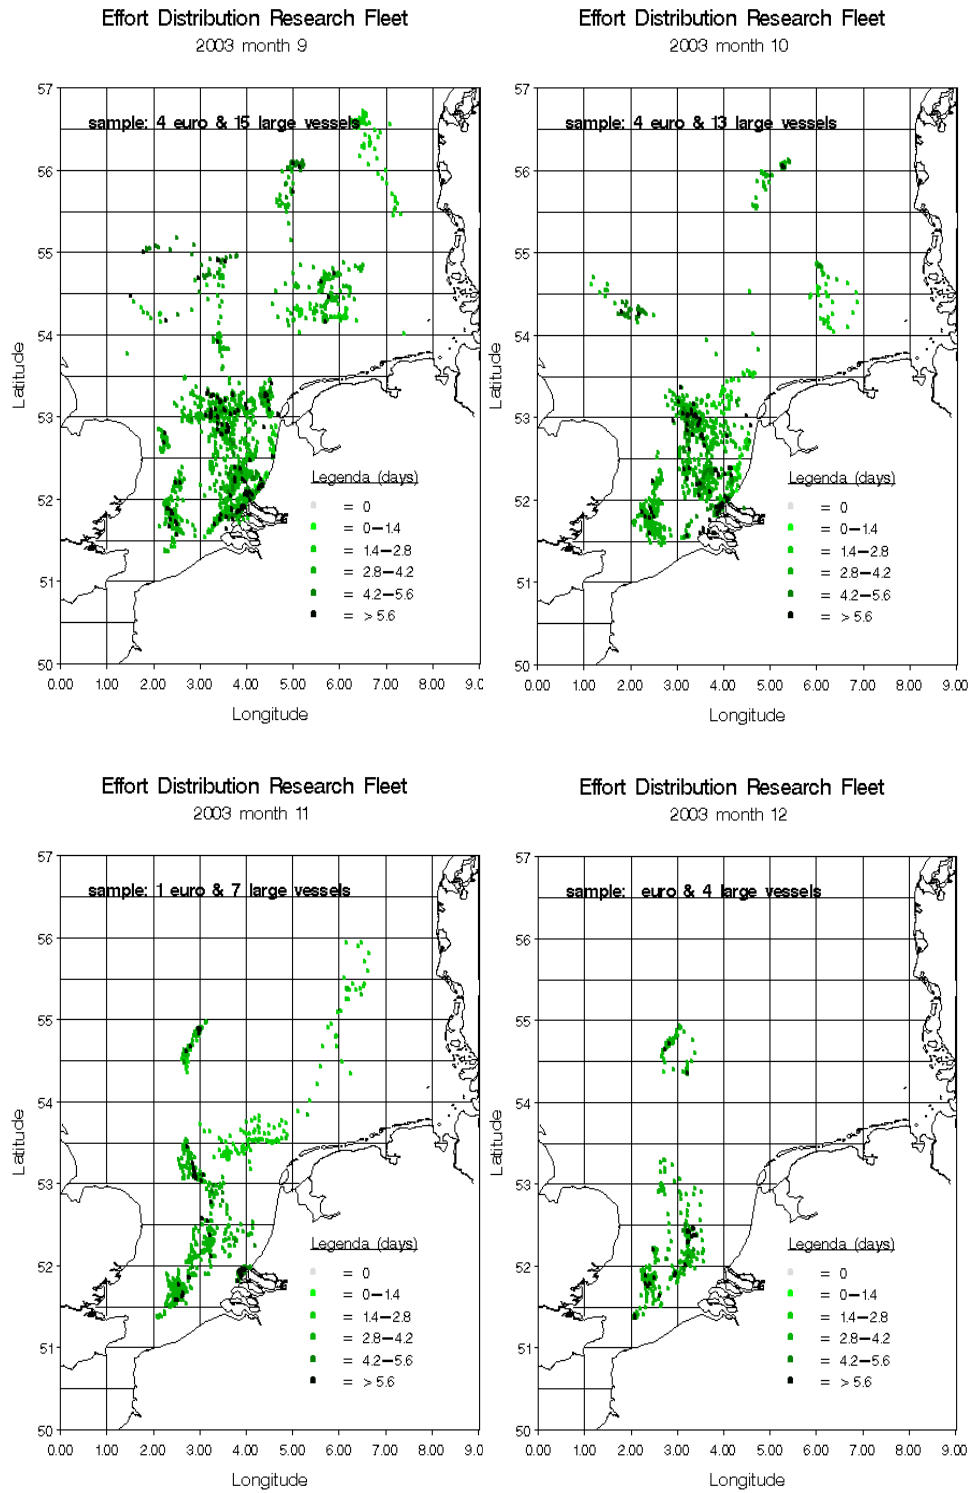 Effort Distribution Research Fleet
2003 month 9
sample: 4 euro & 15 large vessels
57
56
55
54
53
52
51
50
Latitude
0.00 1.00 2.00 3.00 4.00 5.00 6.00 7.00 8.00 9.0
Longitude
Legenda (days)
= 0
= 0–1.4
= 1.4–2.8
= 2.8–4.2
= 4.2–5.6
= > 5.6
Effort Distribution Research Fleet
2003 month 10
sample: 4 euro & 13 large vessels
57
56
55
54
53
52
51
50
Latitude
0.00 1.00 2.00 3.00 4.00 5.00 6.00 7.00 8.00 9.00
Longitude
Legenda (days)
= 0
= 0–1.4
= 1.4–2.8
= 2.8–4.2
= 4.2–5.6
= > 5.6
Effort Distribution Research Fleet
2003 month 11
sample: 1 euro & 7 large vessels
57
56
55
54
53
52
51
50
Latitude
0.00 1.00 2.00 3.00 4.00 5.00 6.00 7.00 8.00 9.0
Longitude
Legenda (days)
= 0
= 0–1.4
= 1.4–2.8
= 2.8–4.2
= 4.2–5.6
= > 5.6
Effort Distribution Research Fleet
2003 month 12
sample: euro & 4 large vessels
57
56
55
54
53
52
51
50
Latitude
0.00 1.00 2.00 3.00 4.00 5.00 6.00 7.00 8.00 9.00
Longitude
Legenda (days)
= 0
= 0–1.4
= 1.4–2.8
= 2.8–4.2
= 4.2–5.6
= > 5.6